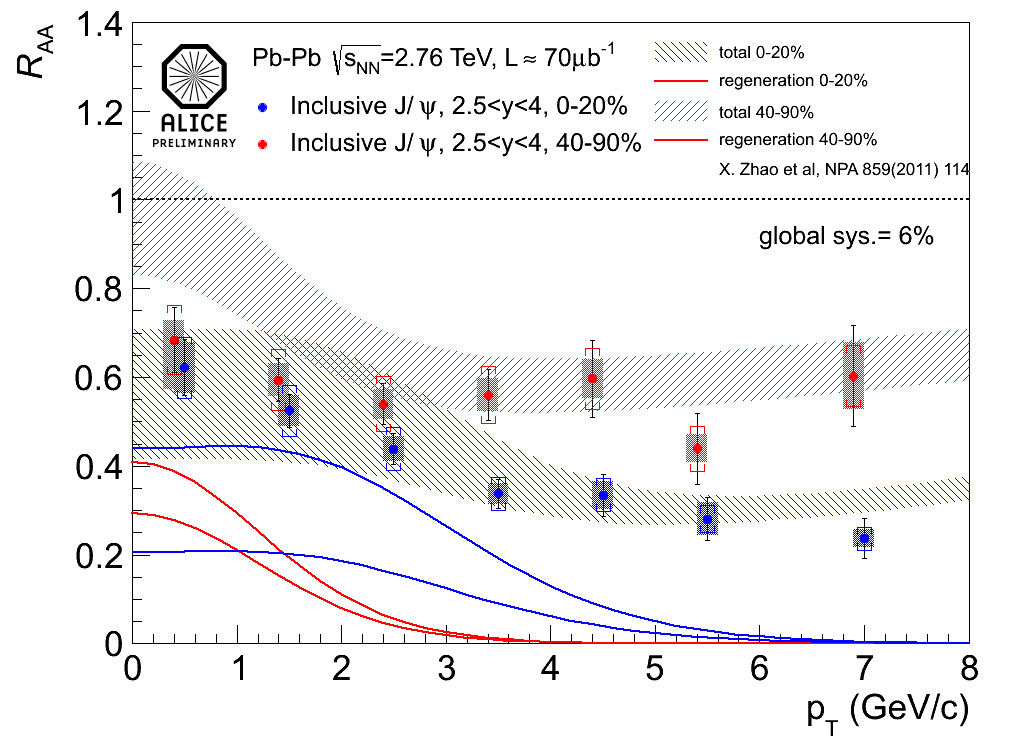 1.4
1.2
1
0.8
0.6
0.4
0.2
0
R_AA
ALICE
PRELIMINARY
Pb-Pb √s_NN=2.76 TeV, L ≈ 70μb⁻¹
Inclusive J/ ψ, 2.5<y<4, 0-20%
Inclusive J/ ψ, 2.5<y<4, 40-90%
total 0-20%
regeneration 0-20%
total 40-90%
regeneration 40-90%
X. Zhao et al, NPA 859(2011) 114
global sys.= 6%
0 1 2 3 4 5 6 7 8
p_T (GeV/c)